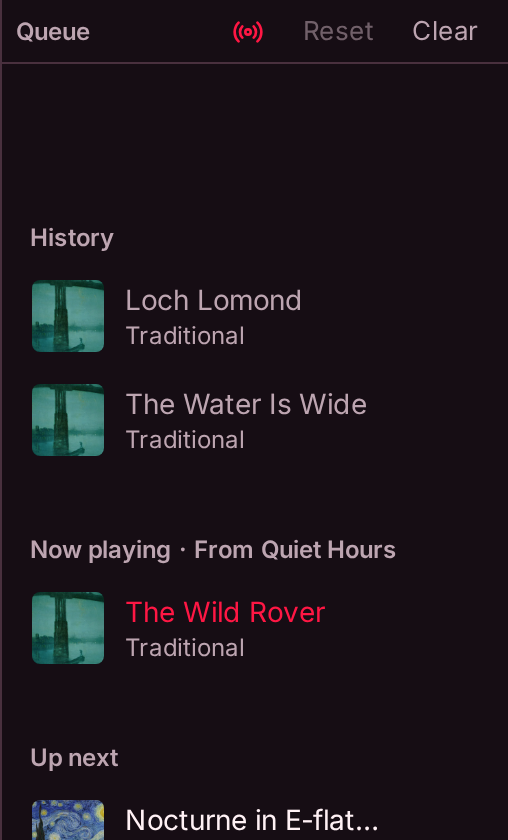 Queue
Reset
Clear
History
Loch Lomond
Traditional
The Water Is Wide
Traditional
Now playing · From Quiet Hours
The Wild Rover
Traditional
Up next
Nocturne in E-flat...